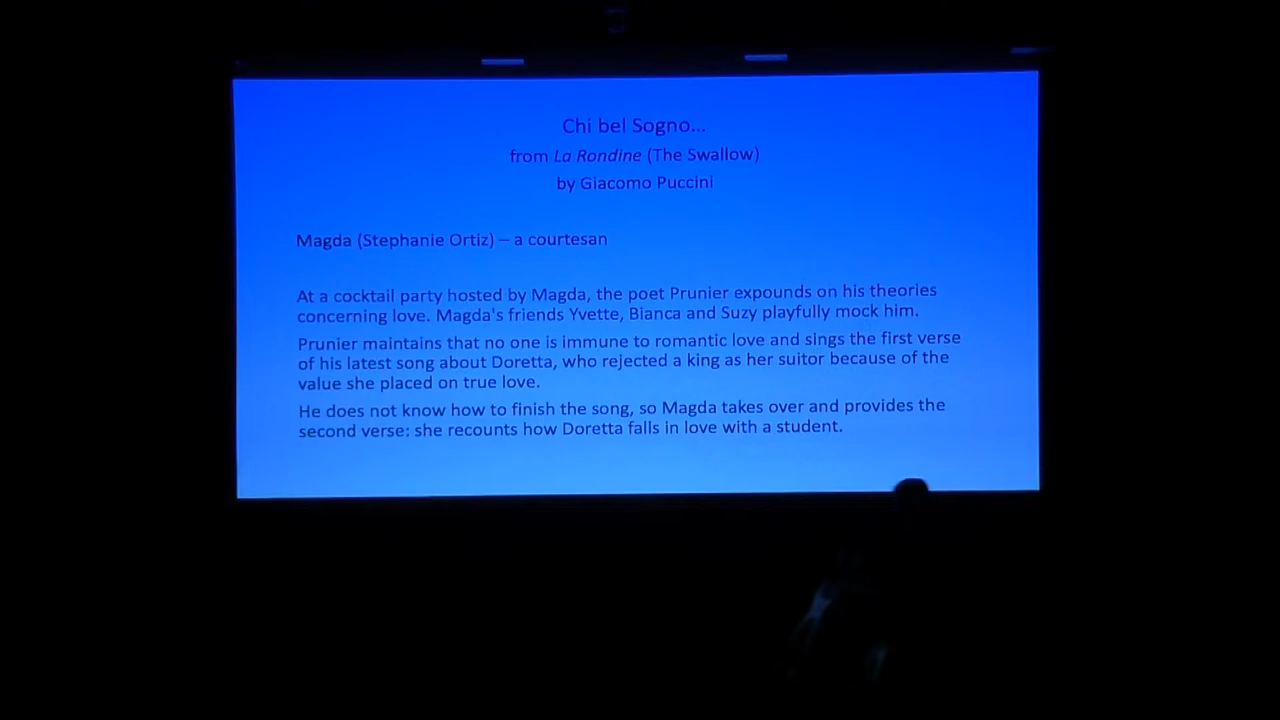 Chi bel Sogno...
from La Rondine (The Swallow)
by Giacomo Puccini
Magda (Stephanie Ortiz) – a courtesan
At a cocktail party hosted by Magda, the poet Prunier expounds on his theories
concerning love. Magda's friends Yvette, Bianca and Suzy playfully mock him.
Prunier maintains that no one is immune to romantic love and sings the first verse
of his latest song about Doretta, who rejected a king as her suitor because of the
value she placed on true love.
He does not know how to finish the song, so Magda takes over and provides the
second verse: she recounts how Doretta falls in love with a student.